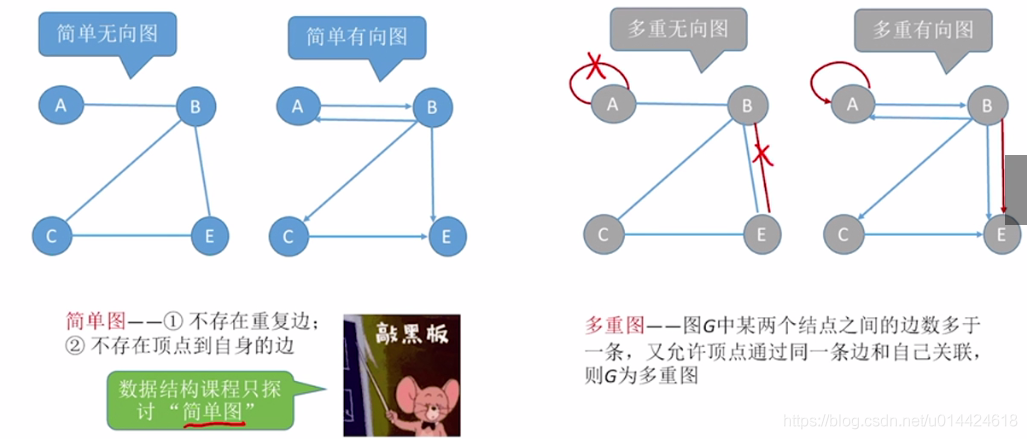 简单无向图
简单有向图
A
B
C
E
A
B
C
E
简单图——① 不存在重复边；
② 不存在顶点到自身的边
数据结构课程只探
讨 “简单图”
敲黑板
多重无向图
多重有向图
A
B
C
E
A
B
C
E
多重图——图G中某两个结点之间的边数多于
一条，又允许顶点通过同一条边和自己关联，
则G为多重图
https://blog.csdn.net/u014424618